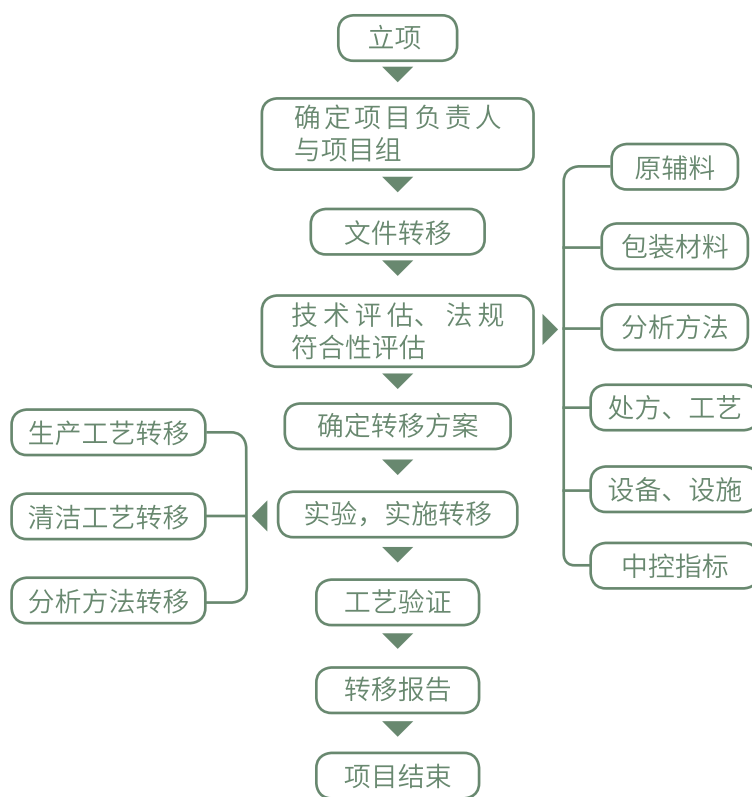 立项
确定项目负责人
与项目组
文件转移
技术评估、法规
符合性评估
原辅料
包装材料
分析方法
处方、工艺
设备、设施
中控指标
确定转移方案
实验，实施转移
生产工艺转移
清洁工艺转移
分析方法转移
工艺验证
转移报告
项目结束